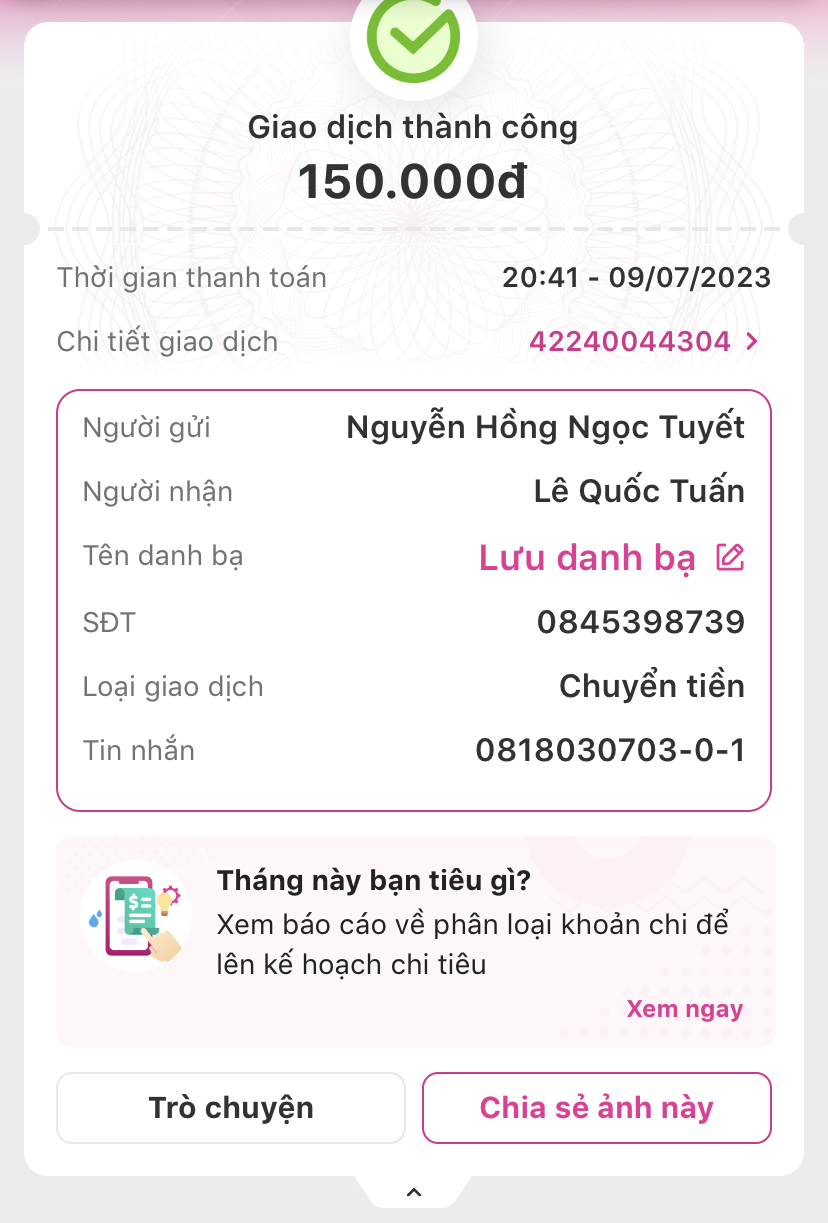 Giao dịch thành công
150.000đ
Thời gian thanh toán 20:41 - 09/07/2023
Chi tiết giao dịch 42240044304 >
Người gửi Nguyễn Hồng Ngọc Tuyết
Người nhận Lê Quốc Tuấn
Tên danh bạ Lưu danh bạ
SĐT 0845398739
Loại giao dịch Chuyển tiền
Tin nhắn 0818030703-0-1
Tháng này bạn tiêu gì?
Xem báo cáo về phân loại khoản chi để
lên kế hoạch chi tiêu
Xem ngay
Trò chuyện Chia sẻ ảnh này